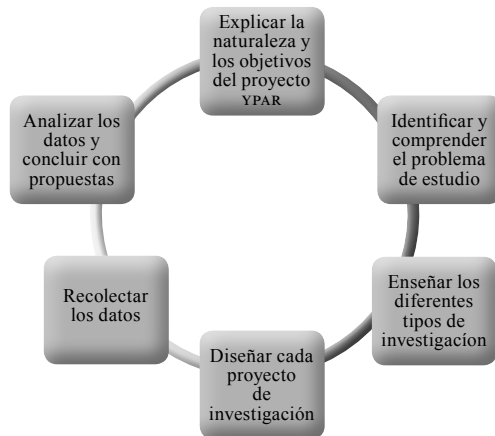 Explicar la
naturaleza y
los objetivos
del proyecto
YPAR
Identificar y
comprender
el problema
de estudio
Enseñar los
diferentes
tipos de
investigacíon
Diseñar cada
proyecto
de
investigación
Recolectar
los datos
Analizar los
datos y
concluir con
propuestas